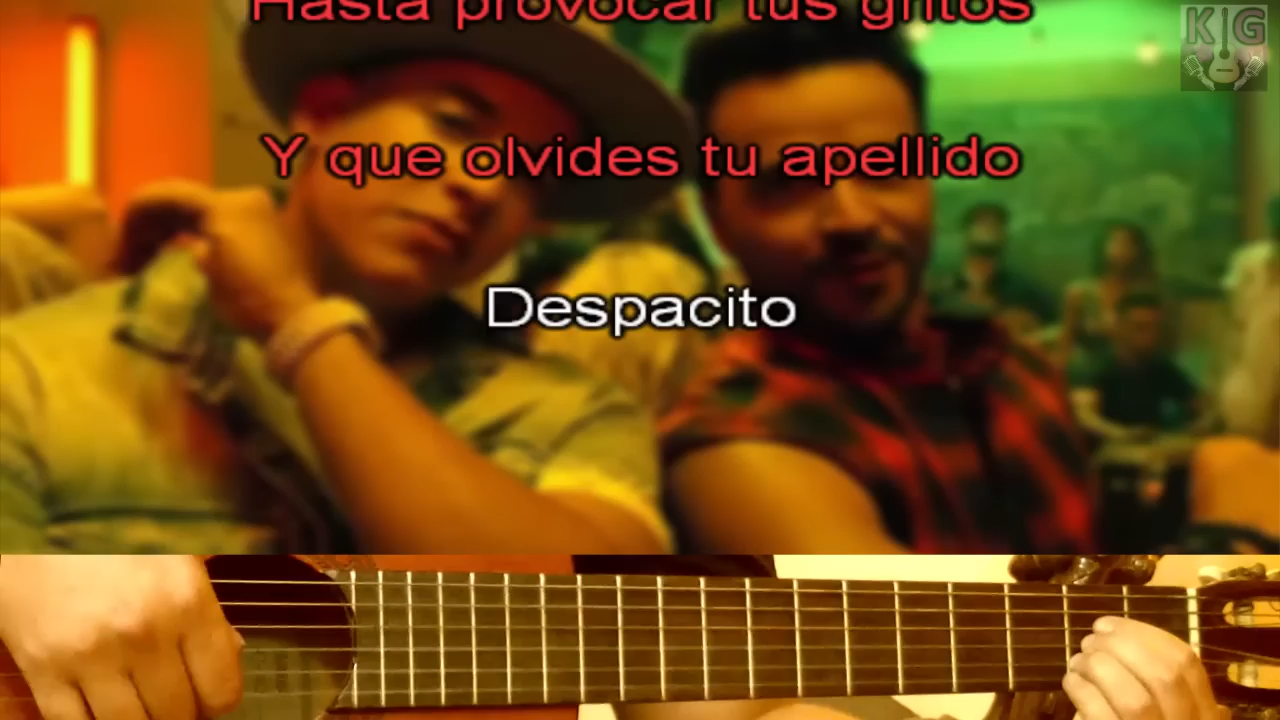 Hasta provocar tus gritos
Y que olvides tu apellido
Despacito
KG